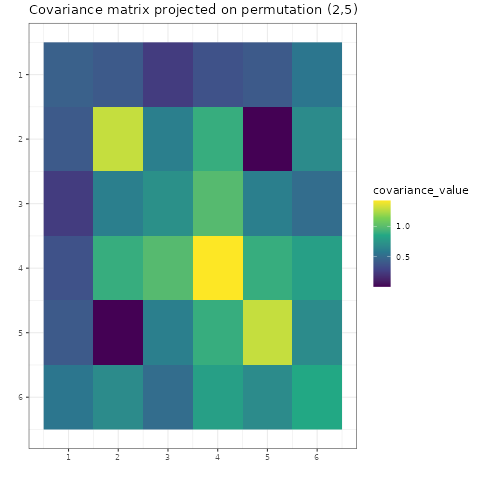 Covariance matrix projected on permutation (2,5)
covariance_value
1
2
3
4
5
6
1.0
0.5
1 2 3 4 5 6